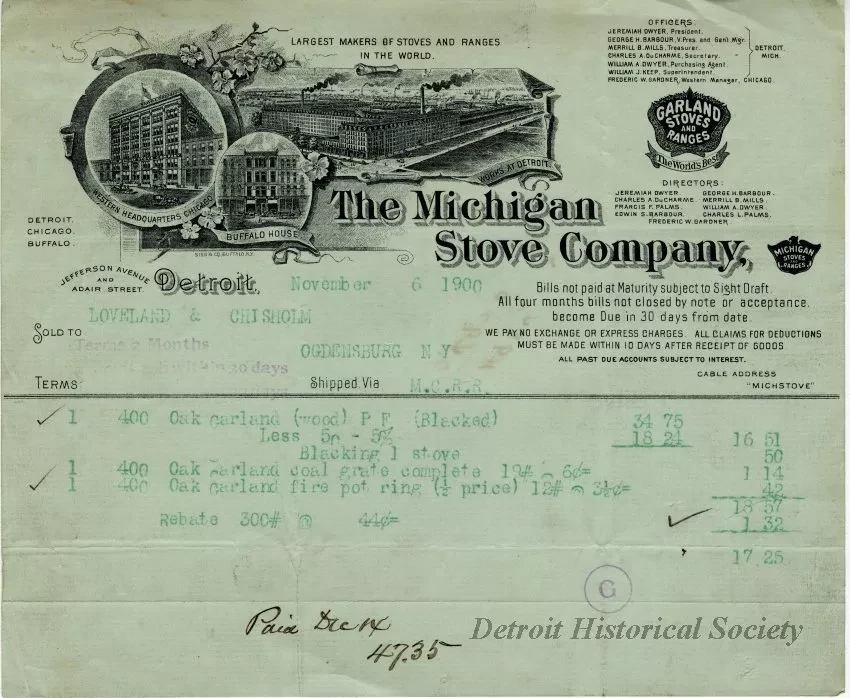 LARGEST MAKERS OF STOVES AND RANGES
IN THE WORLD.
OFFICERS
JEREMIAH DWYER, President.
GEORGE H. BARBOUR, V. Pres. and Genl. Mgr.
MERRILL B. MILLS, Treasurer.
CHARLES A. DUCHARME, Secretary.
WILLIAM A. DWYER, Purchasing Agent.
WILLIAM J. KEEP, Superintendent.
DETROIT, MICH.
FREDERIC W. GARDNER, Western Manager, CHICAGO.
GARLAND
STOVES
AND
RANGES
The World's Best
WESTERN HEADQUARTERS CHICAGO
BUFFALO HOUSE
WORKS AT DETROIT.
DIRECTORS:
JEREMIAH DWYER. GEORGE H. BARBOUR.
CHARLES A. DUCHARME. MERRILL B. MILLS.
FRANCIS F. PALMS. WILLIAM A. DWYER.
EDWIN S. BARBOUR. CHARLES L. PALMS.
FREDERIC W. GARDNER.
DETROIT.
CHICAGO.
BUFFALO.
The Michigan
Stove Company,
MICHIGAN
STOVES
AND
RANGES
JEFFERSON AVENUE
AND
ADAIR STREET.
Detroit, November 6 1900
Bills not paid at Maturity subject to Sight Draft.
All four months bills not closed by note or acceptance.
become Due in 30 days from date.
LOVELAND & CHISHOLM
SOLD TO
Terms 2 Months
WE PAY NO EXCHANGE OR EXPRESS CHARGES. ALL CLAIMS FOR DEDUCTIONS
MUST BE MADE WITHIN 10 DAYS AFTER RECEIPT OF GOODS
OGDENSBURG N Y
days
ALL PAST DUE ACCOUNTS SUBJECT TO INTEREST.
TERMS: Shipped Via M.C.R.R.
CABLE ADDRESS
"MICHSTOVE"
1 400 Oak Garland (wood) P F (Blacked) 34 75
Less 50 - 5% 18 24 16 51
Blacking 1 stove 50
1 400 Oak Garland coal grate complete 19# @ 6¢= 1 14
1 400 Oak Garland fire pot ring (½ price) 12# @ 3½¢= 42
18 57
Rebate 300# @ 44¢= 1 32
17 25
G
Paid Dec
47.35
Detroit Historical Society